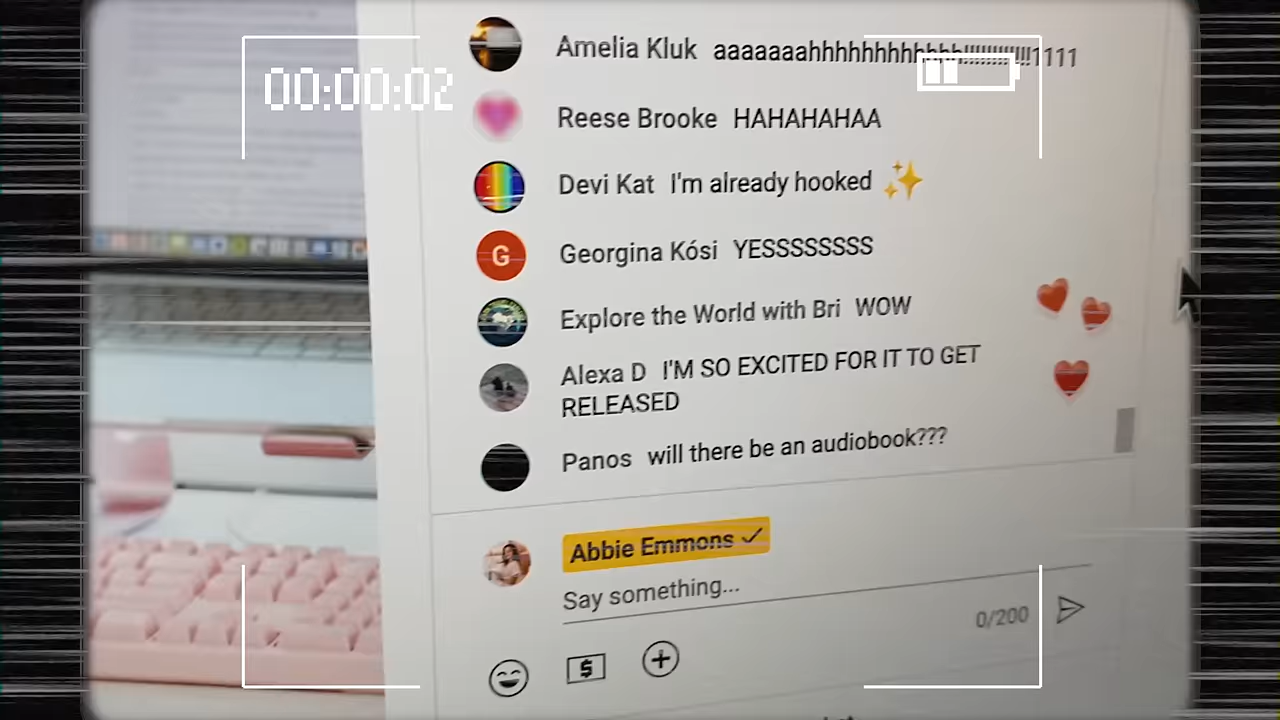 Amelia Kluk aaaaaaahhhhhhhhhhhhh!!!!!!!!!!!!1111
00:00:02
Reese Brooke HAHAHAHAA
Devi Kat I'm already hooked
G
Georgina Kósi YESSSSSSSS
Explore the World with Bri WOW
Alexa D I'M SO EXCITED FOR IT TO GET
RELEASED
Panos will there be an audiobook???
Abbie Emmons
Say something...
0/200
$